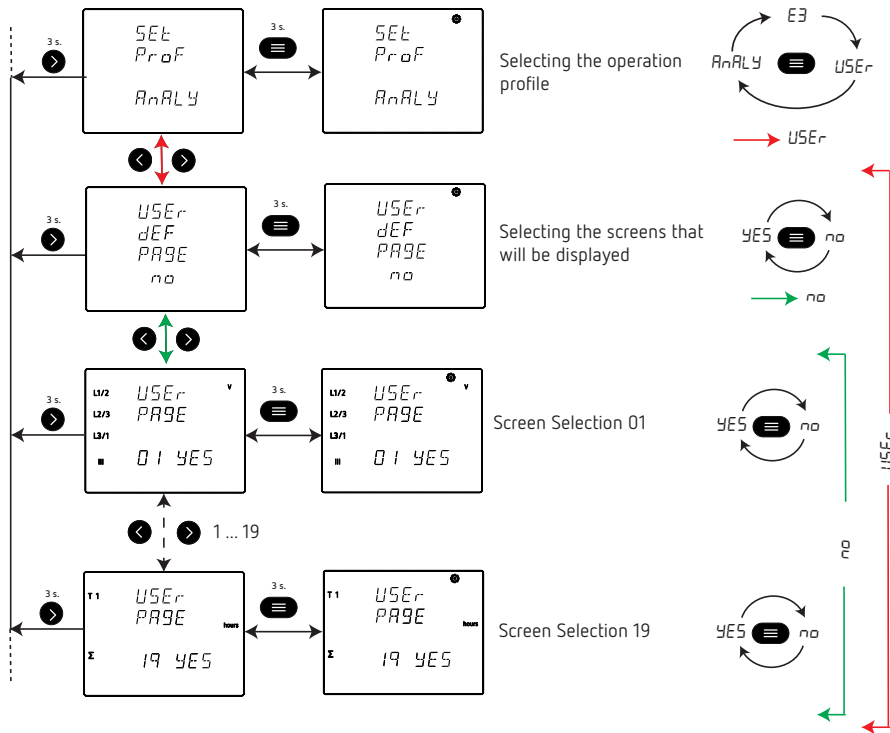 3 s.
SEt
ProF
AnALY
3 s.
SEt
ProF
AnALY
Selecting the operation
profile
E3
AnALY
USEr
USEr
3 s.
USEr
dEF
PAgE
no
3 s.
USEr
dEF
PAgE
no
Selecting the screens that
will be displayed
YES
no
no
3 s.
L1/2
L2/3
L3/1
III
V
USEr
PAgE
01 YES
3 s.
L1/2
L2/3
L3/1
III
V
USEr
PAgE
01 YES
Screen Selection 01
YES
no
USEr
1 ... 19
no
3 s.
T 1
Σ
USEr
PAgE
hours
19 YES
3 s.
T 1
Σ
USEr
PAgE
hours
19 YES
Screen Selection 19
YES
no